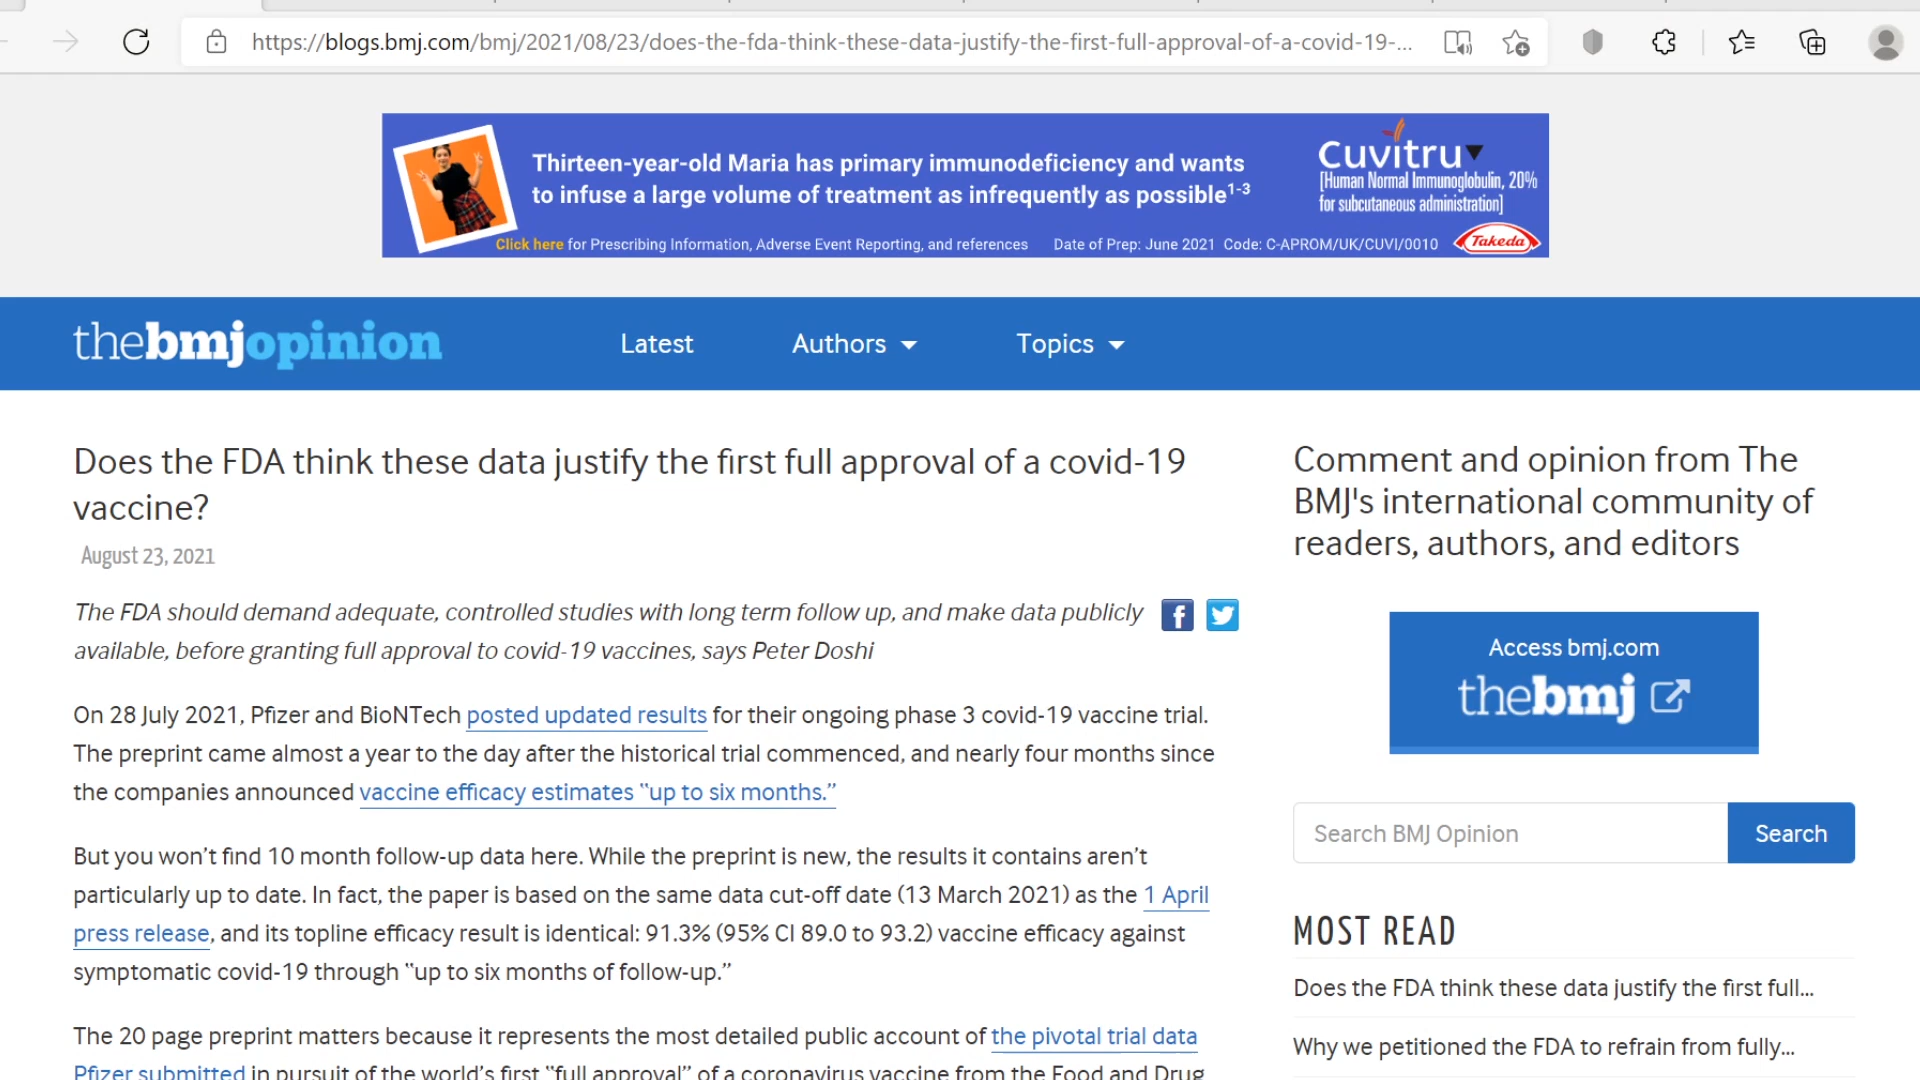 https://blogs.bmj.com/bmj/2021/08/23/does-the-fda-think-these-data-justify-the-first-full-approval-of-a-covid-19-...
Thirteen-year-old Maria has primary immunodeficiency and wants
to infuse a large volume of treatment as infrequently as possible1-3
Click here for Prescribing Information, Adverse Event Reporting, and references Date of Prep: June 2021 Code: C-APROM/UK/CUVI/0010
Cuvitru▼
[Human Normal Immunoglobulin, 20%
for subcutaneous administration]
Takeda
thebmjopinion
Latest
Authors
Topics
Does the FDA think these data justify the first full approval of a covid-19
vaccine?
August 23, 2021
The FDA should demand adequate, controlled studies with long term follow up, and make data publicly
available, before granting full approval to covid-19 vaccines, says Peter Doshi
On 28 July 2021, Pfizer and BioNTech posted updated results for their ongoing phase 3 covid-19 vaccine trial.
The preprint came almost a year to the day after the historical trial commenced, and nearly four months since
the companies announced vaccine efficacy estimates “up to six months.”
But you won’t find 10 month follow-up data here. While the preprint is new, the results it contains aren’t
particularly up to date. In fact, the paper is based on the same data cut-off date (13 March 2021) as the 1 April
press release, and its topline efficacy result is identical: 91.3% (95% CI 89.0 to 93.2) vaccine efficacy against
symptomatic covid-19 through “up to six months of follow-up.”
The 20 page preprint matters because it represents the most detailed public account of the pivotal trial data
Pfizer submitted in pursuit of the world’s first “full approval” of a coronavirus vaccine from the Food and Drug
Comment and opinion from The
BMJ's international community of
readers, authors, and editors
Access bmj.com
thebmj
Search BMJ Opinion
Search
MOST READ
Does the FDA think these data justify the first full...
Why we petitioned the FDA to refrain from fully...